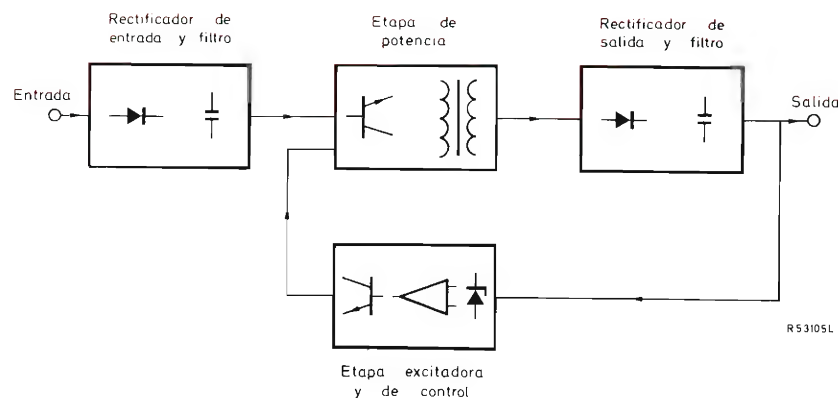 Rectificador de
entrada y filtro
Etapa de
potencia
Rectificador de
salida y filtro
Entrada
Salida
R53105L
Etapa excitadora
y de control